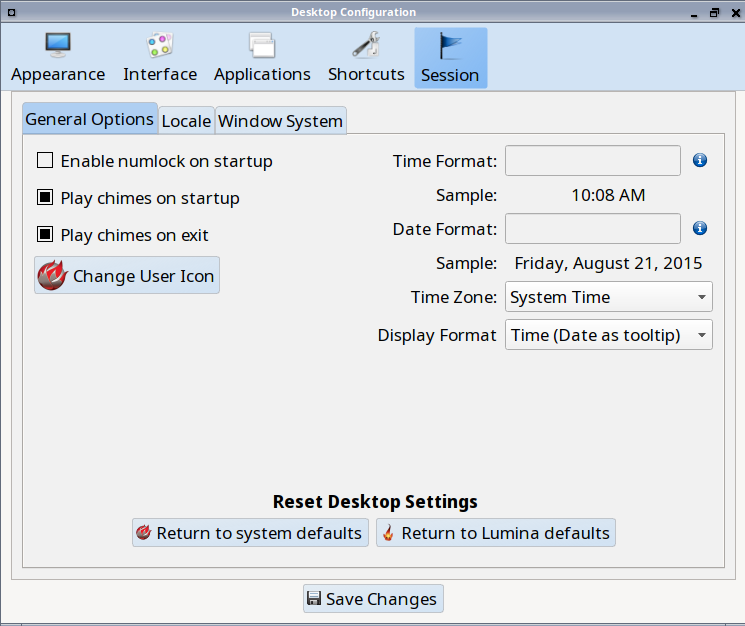 Desktop Configuration
Appearance Interface Applications Shortcuts Session
General Options Locale Window System
Enable numlock on startup
Play chimes on startup
Play chimes on exit
Change User Icon
Time Format:
Sample: 10:08 AM
Date Format:
Sample: Friday, August 21, 2015
Time Zone: System Time
Display Format Time (Date as tooltip)
Reset Desktop Settings
Return to system defaults Return to Lumina defaults
Save Changes